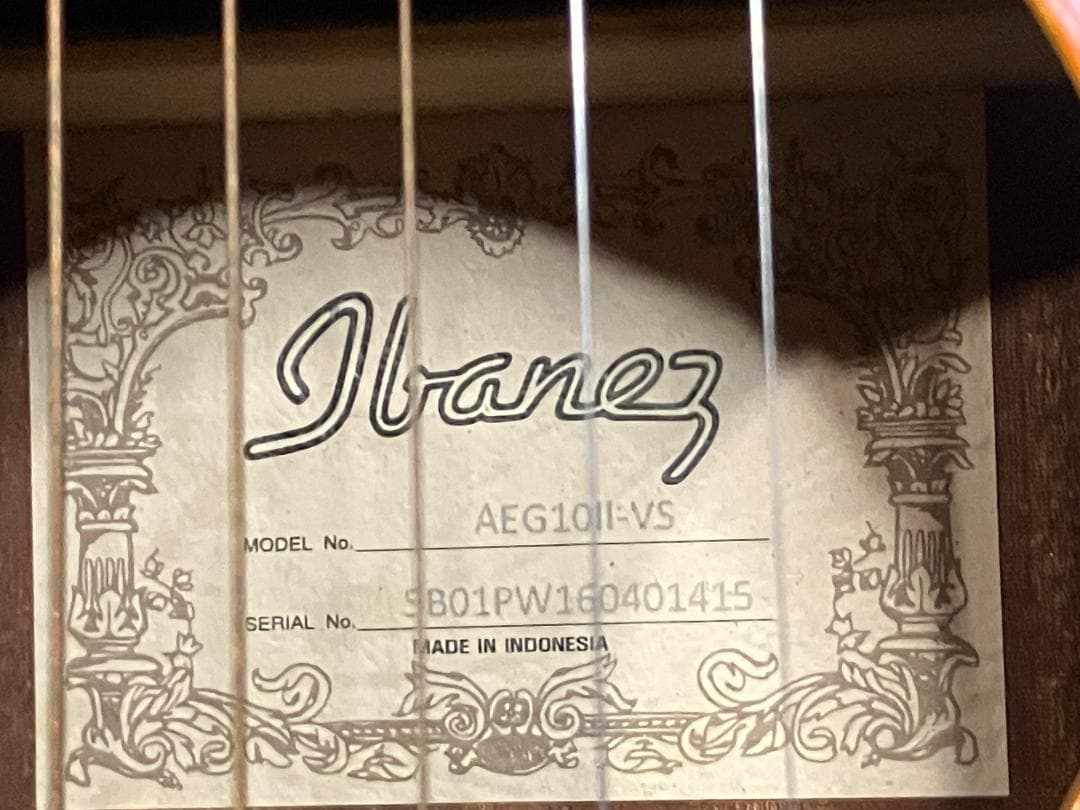 Ibanez
MODEL No. AEG10II-VS
SERIAL No. SB01PW160401415
MADE IN INDONESIA